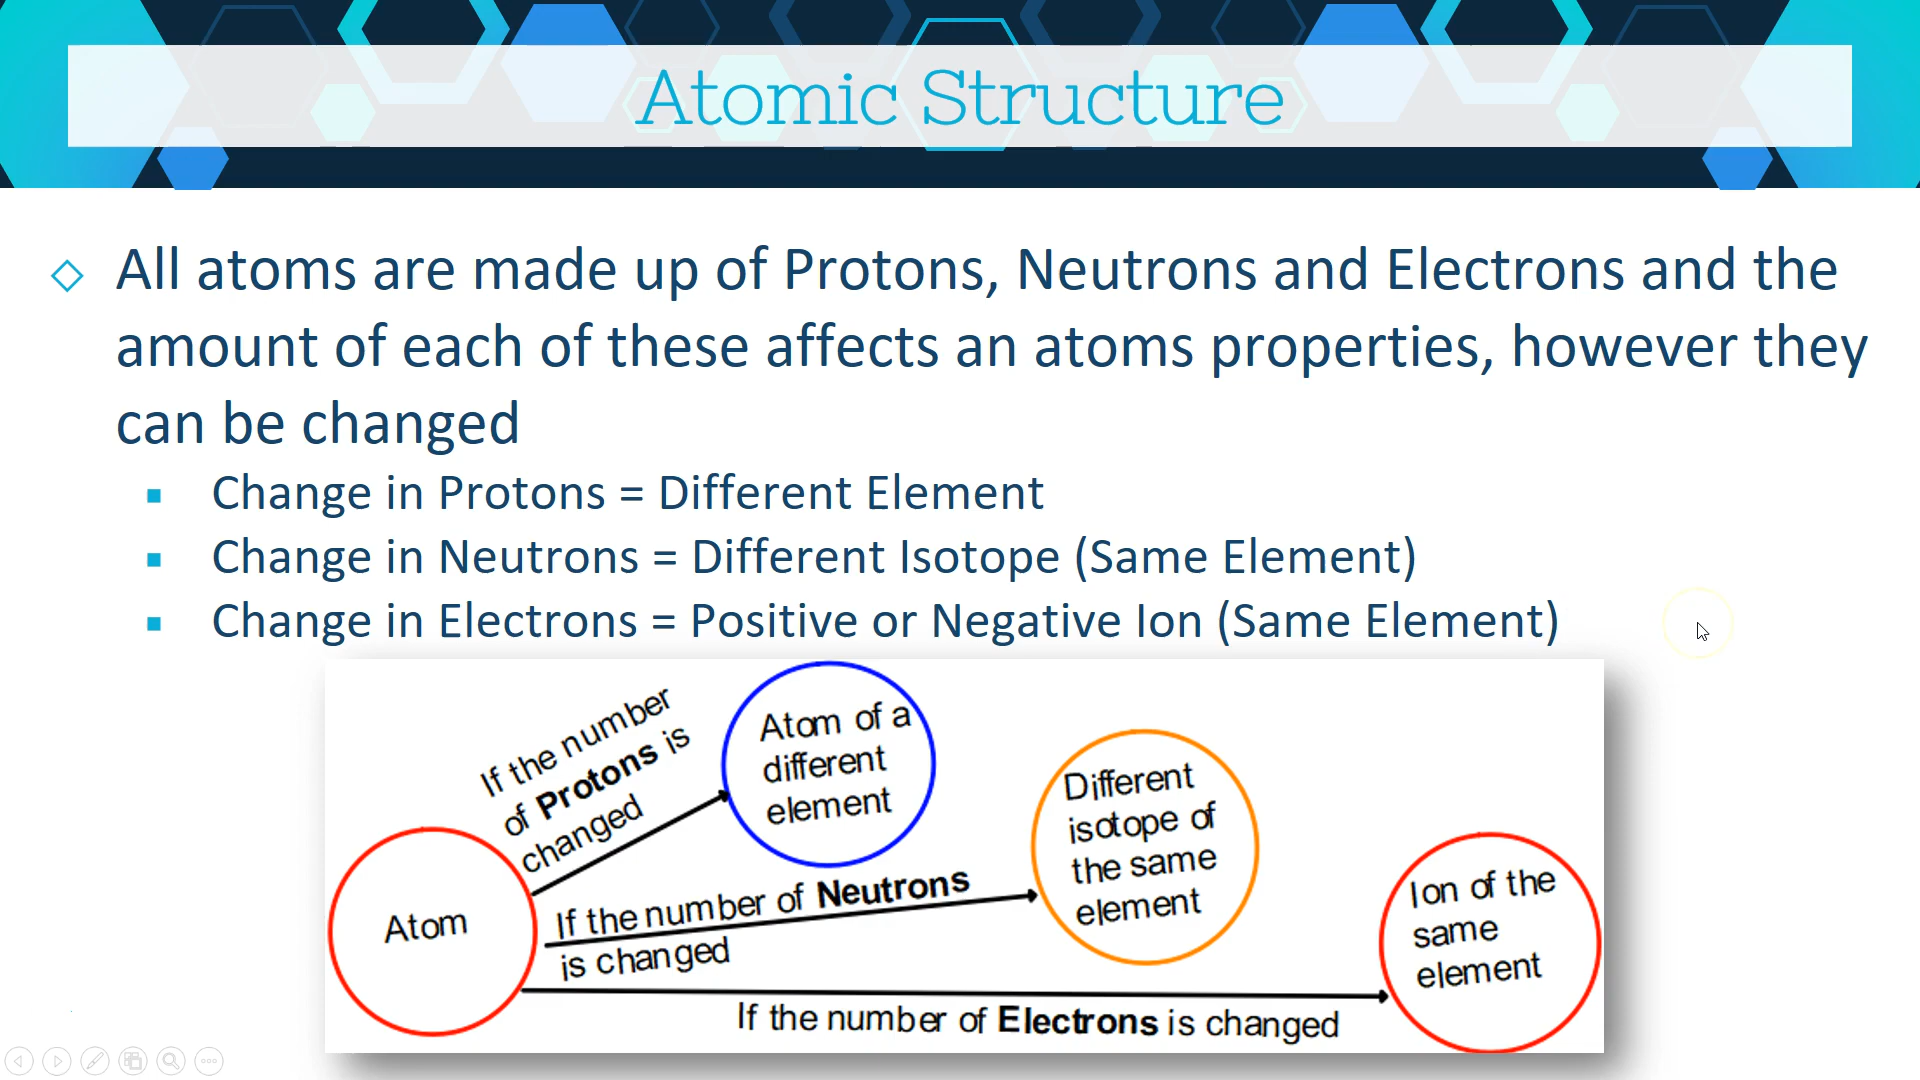 Atomic Structure
All atoms are made up of Protons, Neutrons and Electrons and the
amount of each of these affects an atoms properties, however they
can be changed
Change in Protons = Different Element
Change in Neutrons = Different Isotope (Same Element)
Change in Electrons = Positive or Negative Ion (Same Element)
If the number
of Protons is
changed
Atom of a
different
element
Different
isotope of
the same
element
Atom
If the number of Neutrons
is changed
Ion of the
same
element
If the number of Electrons is changed